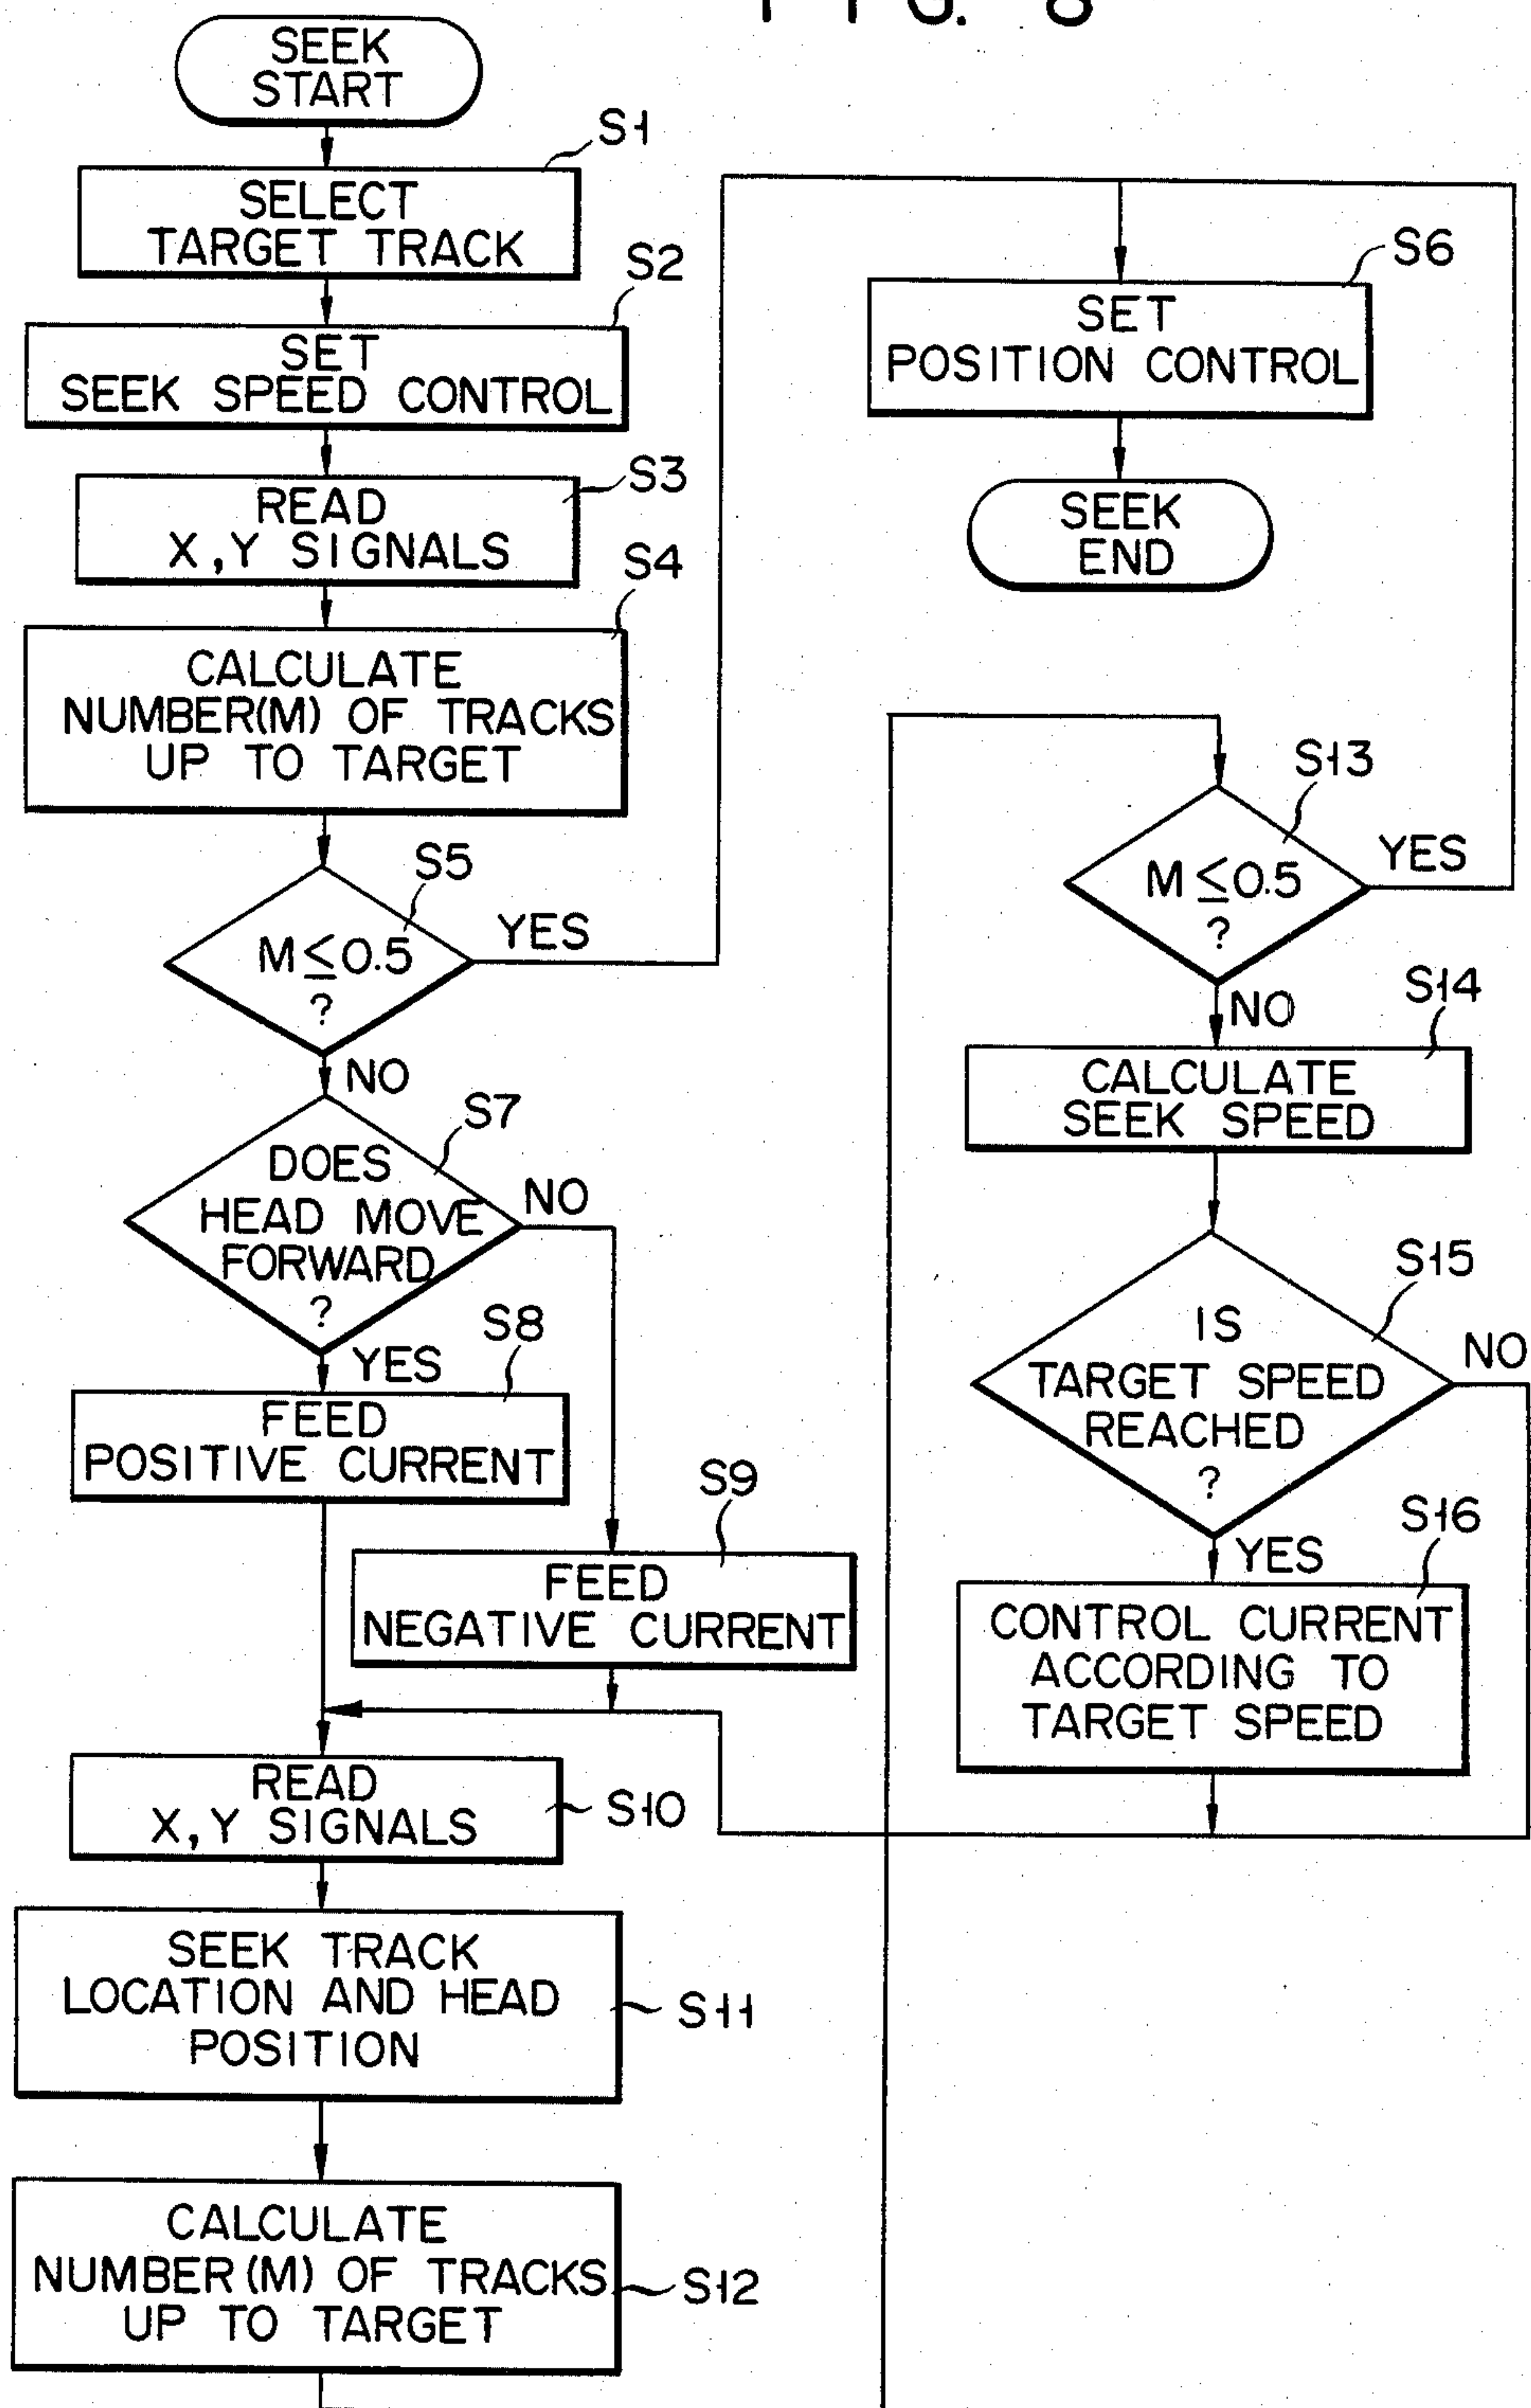 FIG. 8
SEEK
START
S1
SELECT
TARGET TRACK
S2
SET
SEEK SPEED CONTROL
S3
READ
X,Y SIGNALS
S4
CALCULATE
NUMBER(M) OF TRACKS
UP TO TARGET
S5
M≤0.5
?
YES
NO
S7
DOES
HEAD MOVE
FORWARD
?
NO
YES
S8
FEED
POSITIVE CURRENT
S9
FEED
NEGATIVE CURRENT
READ
X,Y SIGNALS
S10
SEEK TRACK
LOCATION AND HEAD
POSITION
S11
CALCULATE
NUMBER(M) OF TRACKS
UP TO TARGET
S12
S6
SET
POSITION CONTROL
SEEK
END
S13
M≤0.5
?
YES
NO
S14
CALCULATE
SEEK SPEED
S15
IS
TARGET SPEED
REACHED
?
NO
YES
S16
CONTROL CURRENT
ACCORDING TO
TARGET SPEED